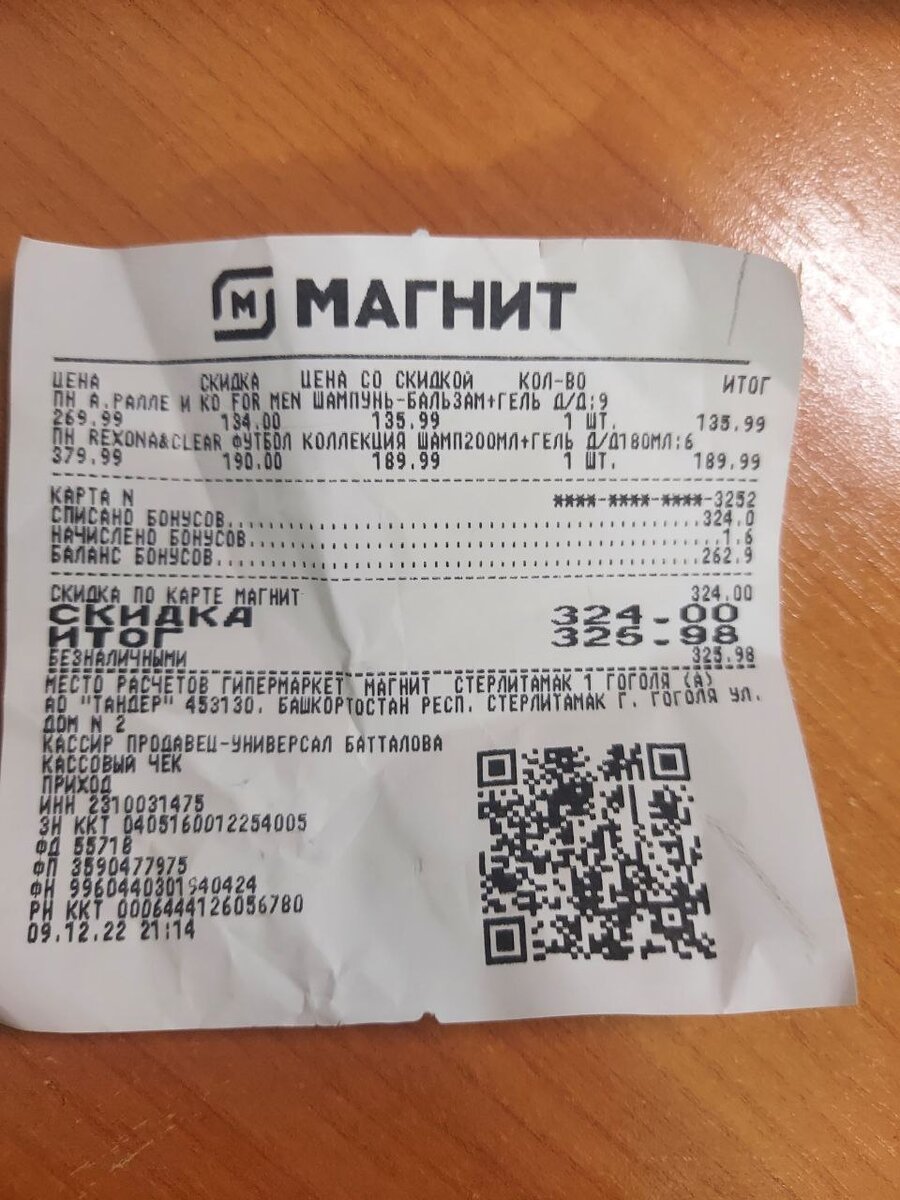 М МАГНИТ
ЦЕНА СКИДКА ЦЕНА СО СКИДКОЙ КОЛ-ВО ИТОГ
ПН А.РАЛЛЕ И КО FOR MEN ШАМПУНЬ-БАЛЬЗАМ+ГЕЛЬ Д/Д:9
269.99 134.00 135.99 1 ШТ. 135.99
ПН REXONA&CLEAR ФУТБОЛ КОЛЛЕКЦИЯ ШАМП200МЛ+ГЕЛЬ Д/Д180МЛ:6
379.99 190.00 189.99 1 ШТ. 189.99
КАРТА N ****-****-****-3252
СПИСАНО БОНУСОВ 324.0
НАЧИСЛЕНО БОНУСОВ 1.6
БАЛАНС БОНУСОВ 262.9
СКИДКА ПО КАРТЕ МАГНИТ 324.00
СКИДКА 324.00
ИТОГ 325.98
БЕЗНАЛИЧНЫМИ 325.98
МЕСТО РАСЧЕТОВ ГИПЕРМАРКЕТ МАГНИТ СТЕРЛИТАМАК 1 ГОГОЛЯ (А)
АО "ТАНДЕР" 453130, БАШКОРТОСТАН РЕСП, СТЕРЛИТАМАК Г, ГОГОЛЯ УЛ,
ДОМ N 2
КАССИР ПРОДАВЕЦ-УНИВЕРСАЛ БАТТАЛОВА
КАССОВЫЙ ЧЕК
ПРИХОД
ИНН 2310031475
ЗН ККТ 0405160012254005
ФД 55718
ФП 3590477975
ФН 9960440301940424
РН ККТ 0006444126056780
09.12.22 21:14